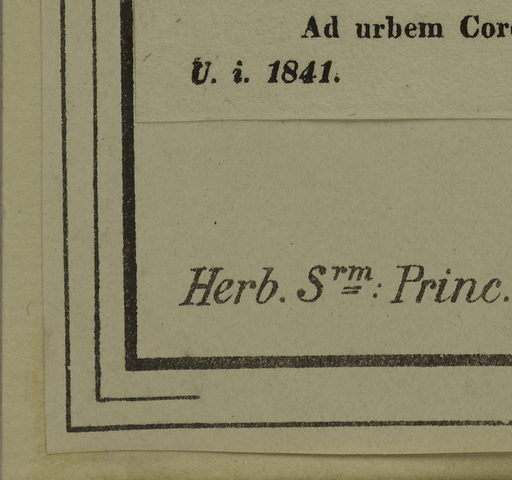 Ad urbem
U. i. 1841.
Herb. Srm: Princ.